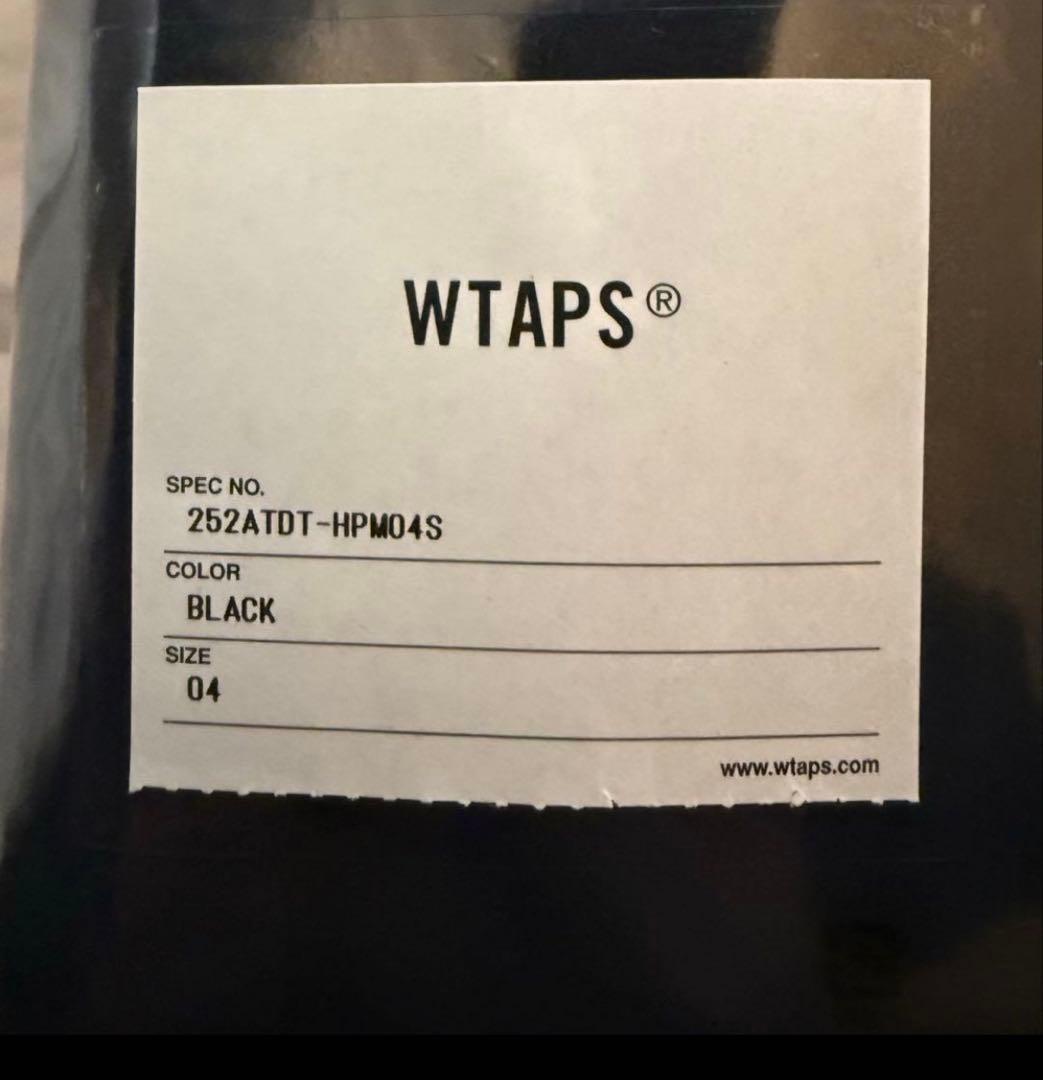 WTAPS®
SPEC NO.
252ATDT-HPM04S
COLOR
BLACK
SIZE
04
www.wtaps.com